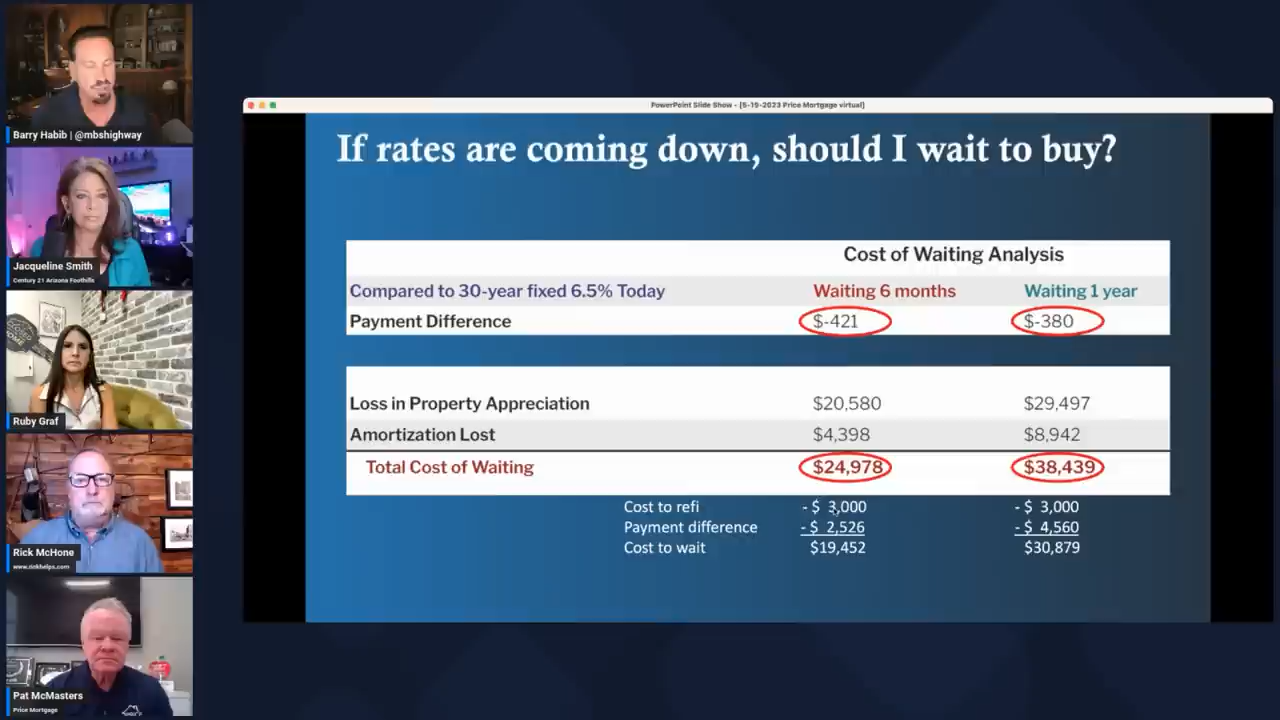 Barry Habib | @mbshighway
Jacqueline Smith
Century 21 Arizona Foothills
Ruby Graf
Rick McHone
www.rickhelps.com
Pat McMasters
Price Mortgage
PowerPoint Slide Show - [5-19-2023 Price Mortgage virtual]
If rates are coming down, should I wait to buy?
Cost of Waiting Analysis
Compared to 30-year fixed 6.5% Today Waiting 6 months Waiting 1 year
Payment Difference $-421 $-380
Loss in Property Appreciation $20,580 $29,497
Amortization Lost $4,398 $8,942
Total Cost of Waiting $24,978 $38,439
Cost to refi - $ 3,000 - $ 3,000
Payment difference - $ 2,526 - $ 4,560
Cost to wait $19,452 $30,879